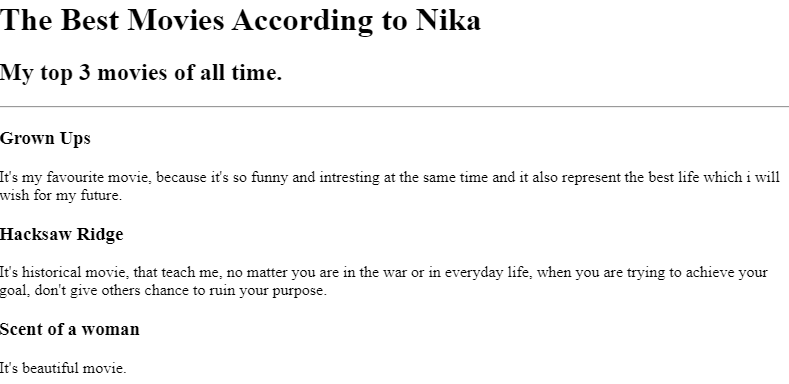 The Best Movies According to Nika
My top 3 movies of all time.
Grown Ups
It's my favourite movie, because it's so funny and intresting at the same time and it also represent the best life which i will
wish for my future.
Hacksaw Ridge
It's historical movie, that teach me, no matter you are in the war or in everyday life, when you are trying to achieve your
goal, don't give others chance to ruin your purpose.
Scent of a woman
It's beautiful movie.